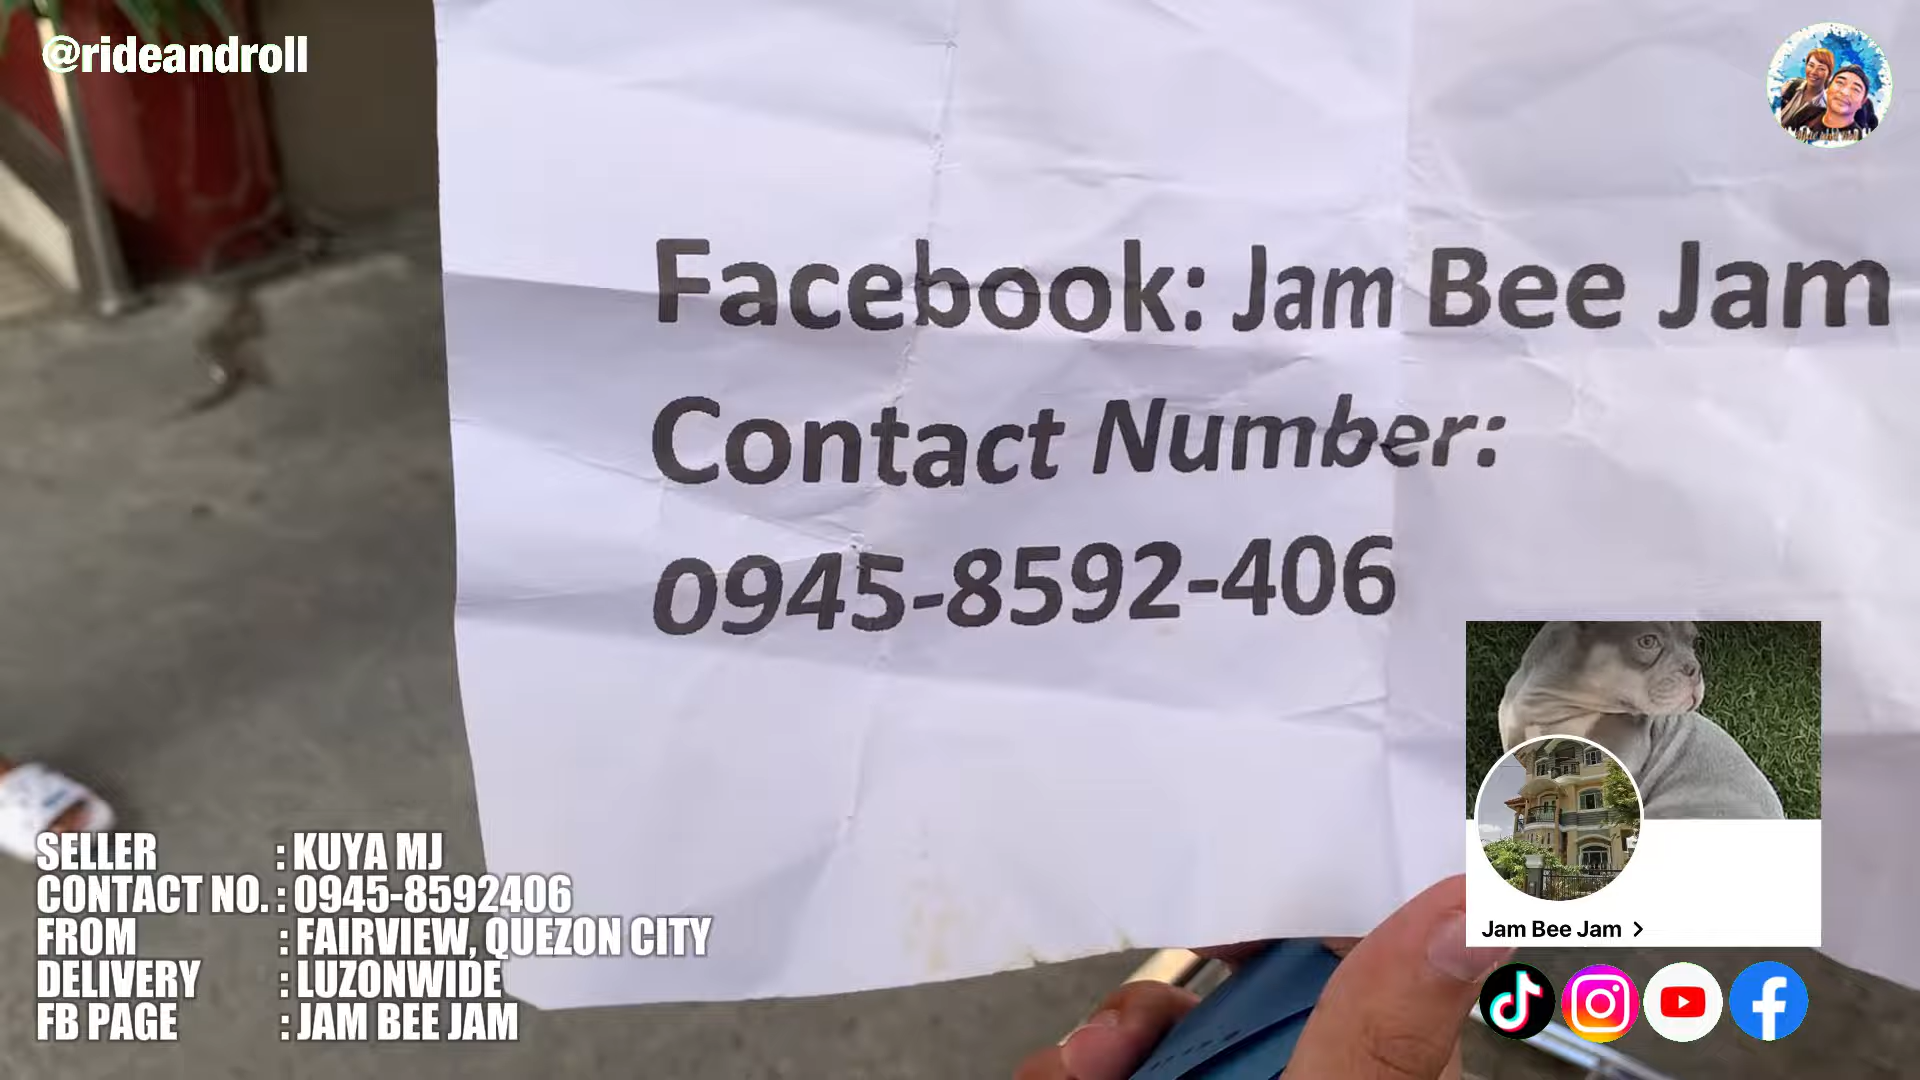 @rideandroll
Facebook: Jam Bee Jam
Contact Number:
0945-8592-406
SELLER : KUYA MJ
CONTACT NO. : 0945-8592406
FROM : FAIRVIEW, QUEZON CITY
DELIVERY : LUZONWIDE
FB PAGE : JAM BEE JAM
Jam Bee Jam >